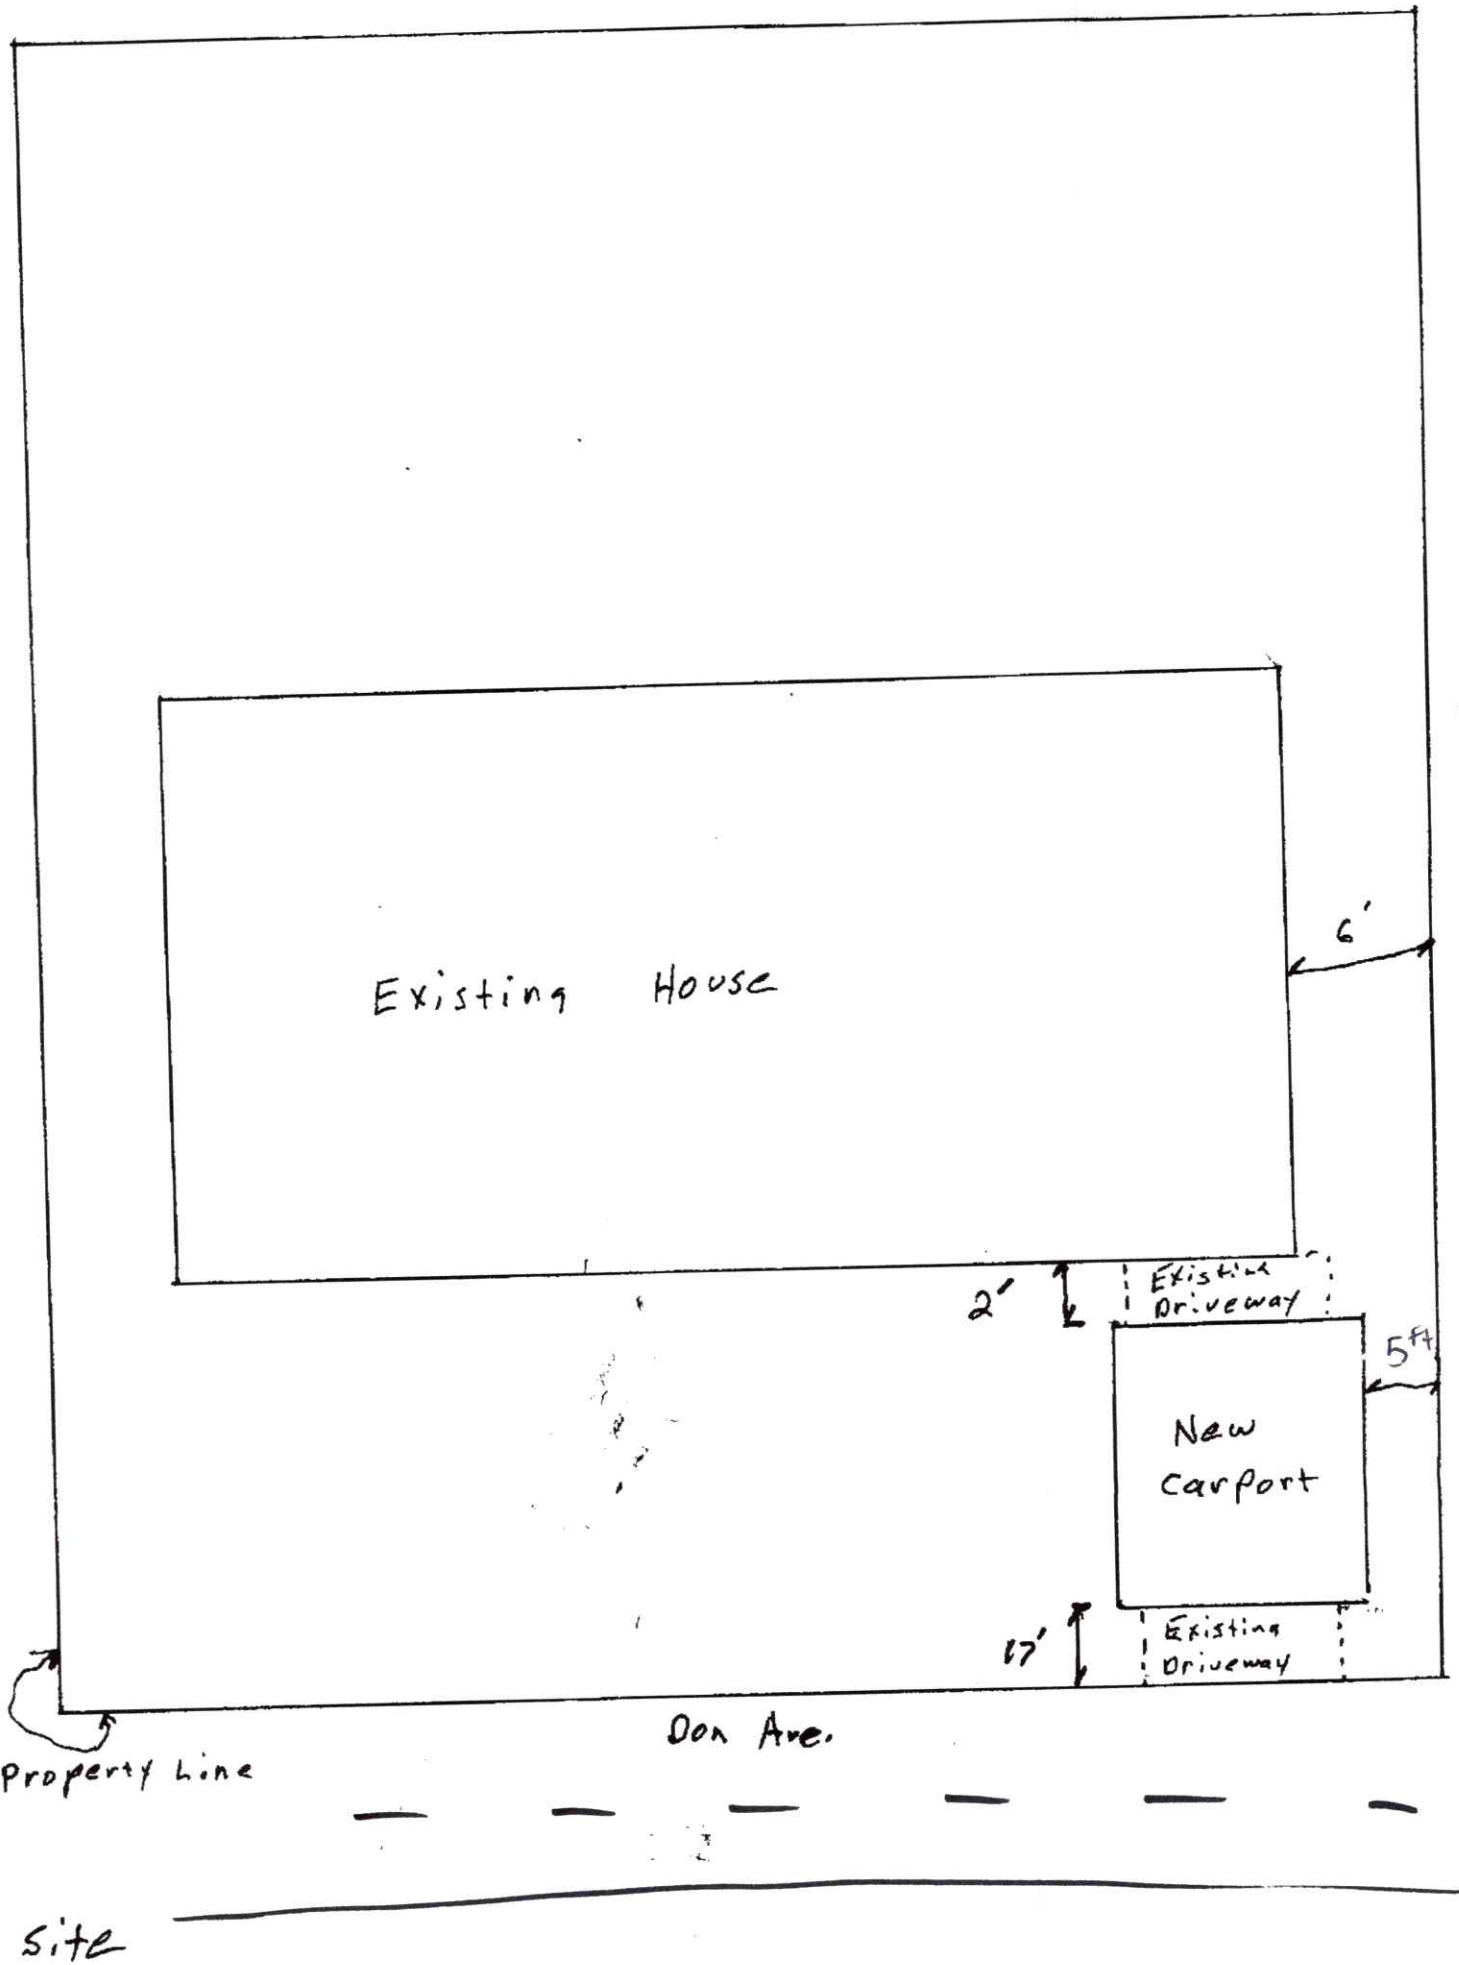 6'
Existing House
2'
Existing
Driveway
5ft
New
Carport
17'
Existing
Driveway
Don Ave.
Property Line
Site